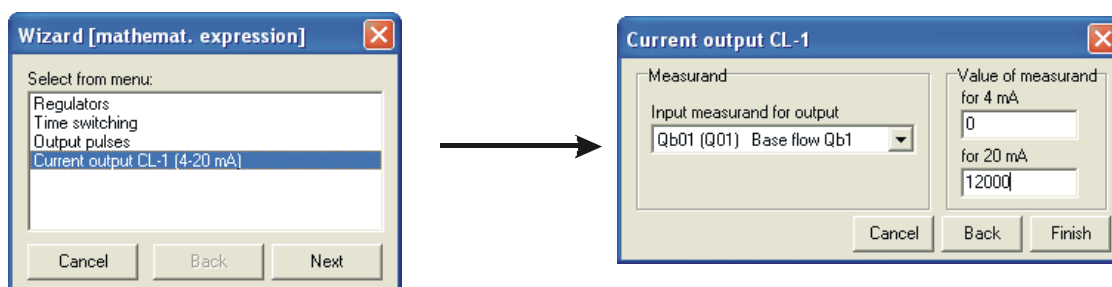 Wizard [mathemat. expression]
Select from menu:
Regulators
Time switching
Output pulses
Current output CL-1 (4-20 mA)
Cancel
Back
Next
Current output CL-1
Measurand
Input measurand for output
Qb01 (Q01) Base flow Qb1
Value of measurand
for 4 mA
0
for 20 mA
12000
Cancel
Back
Finish